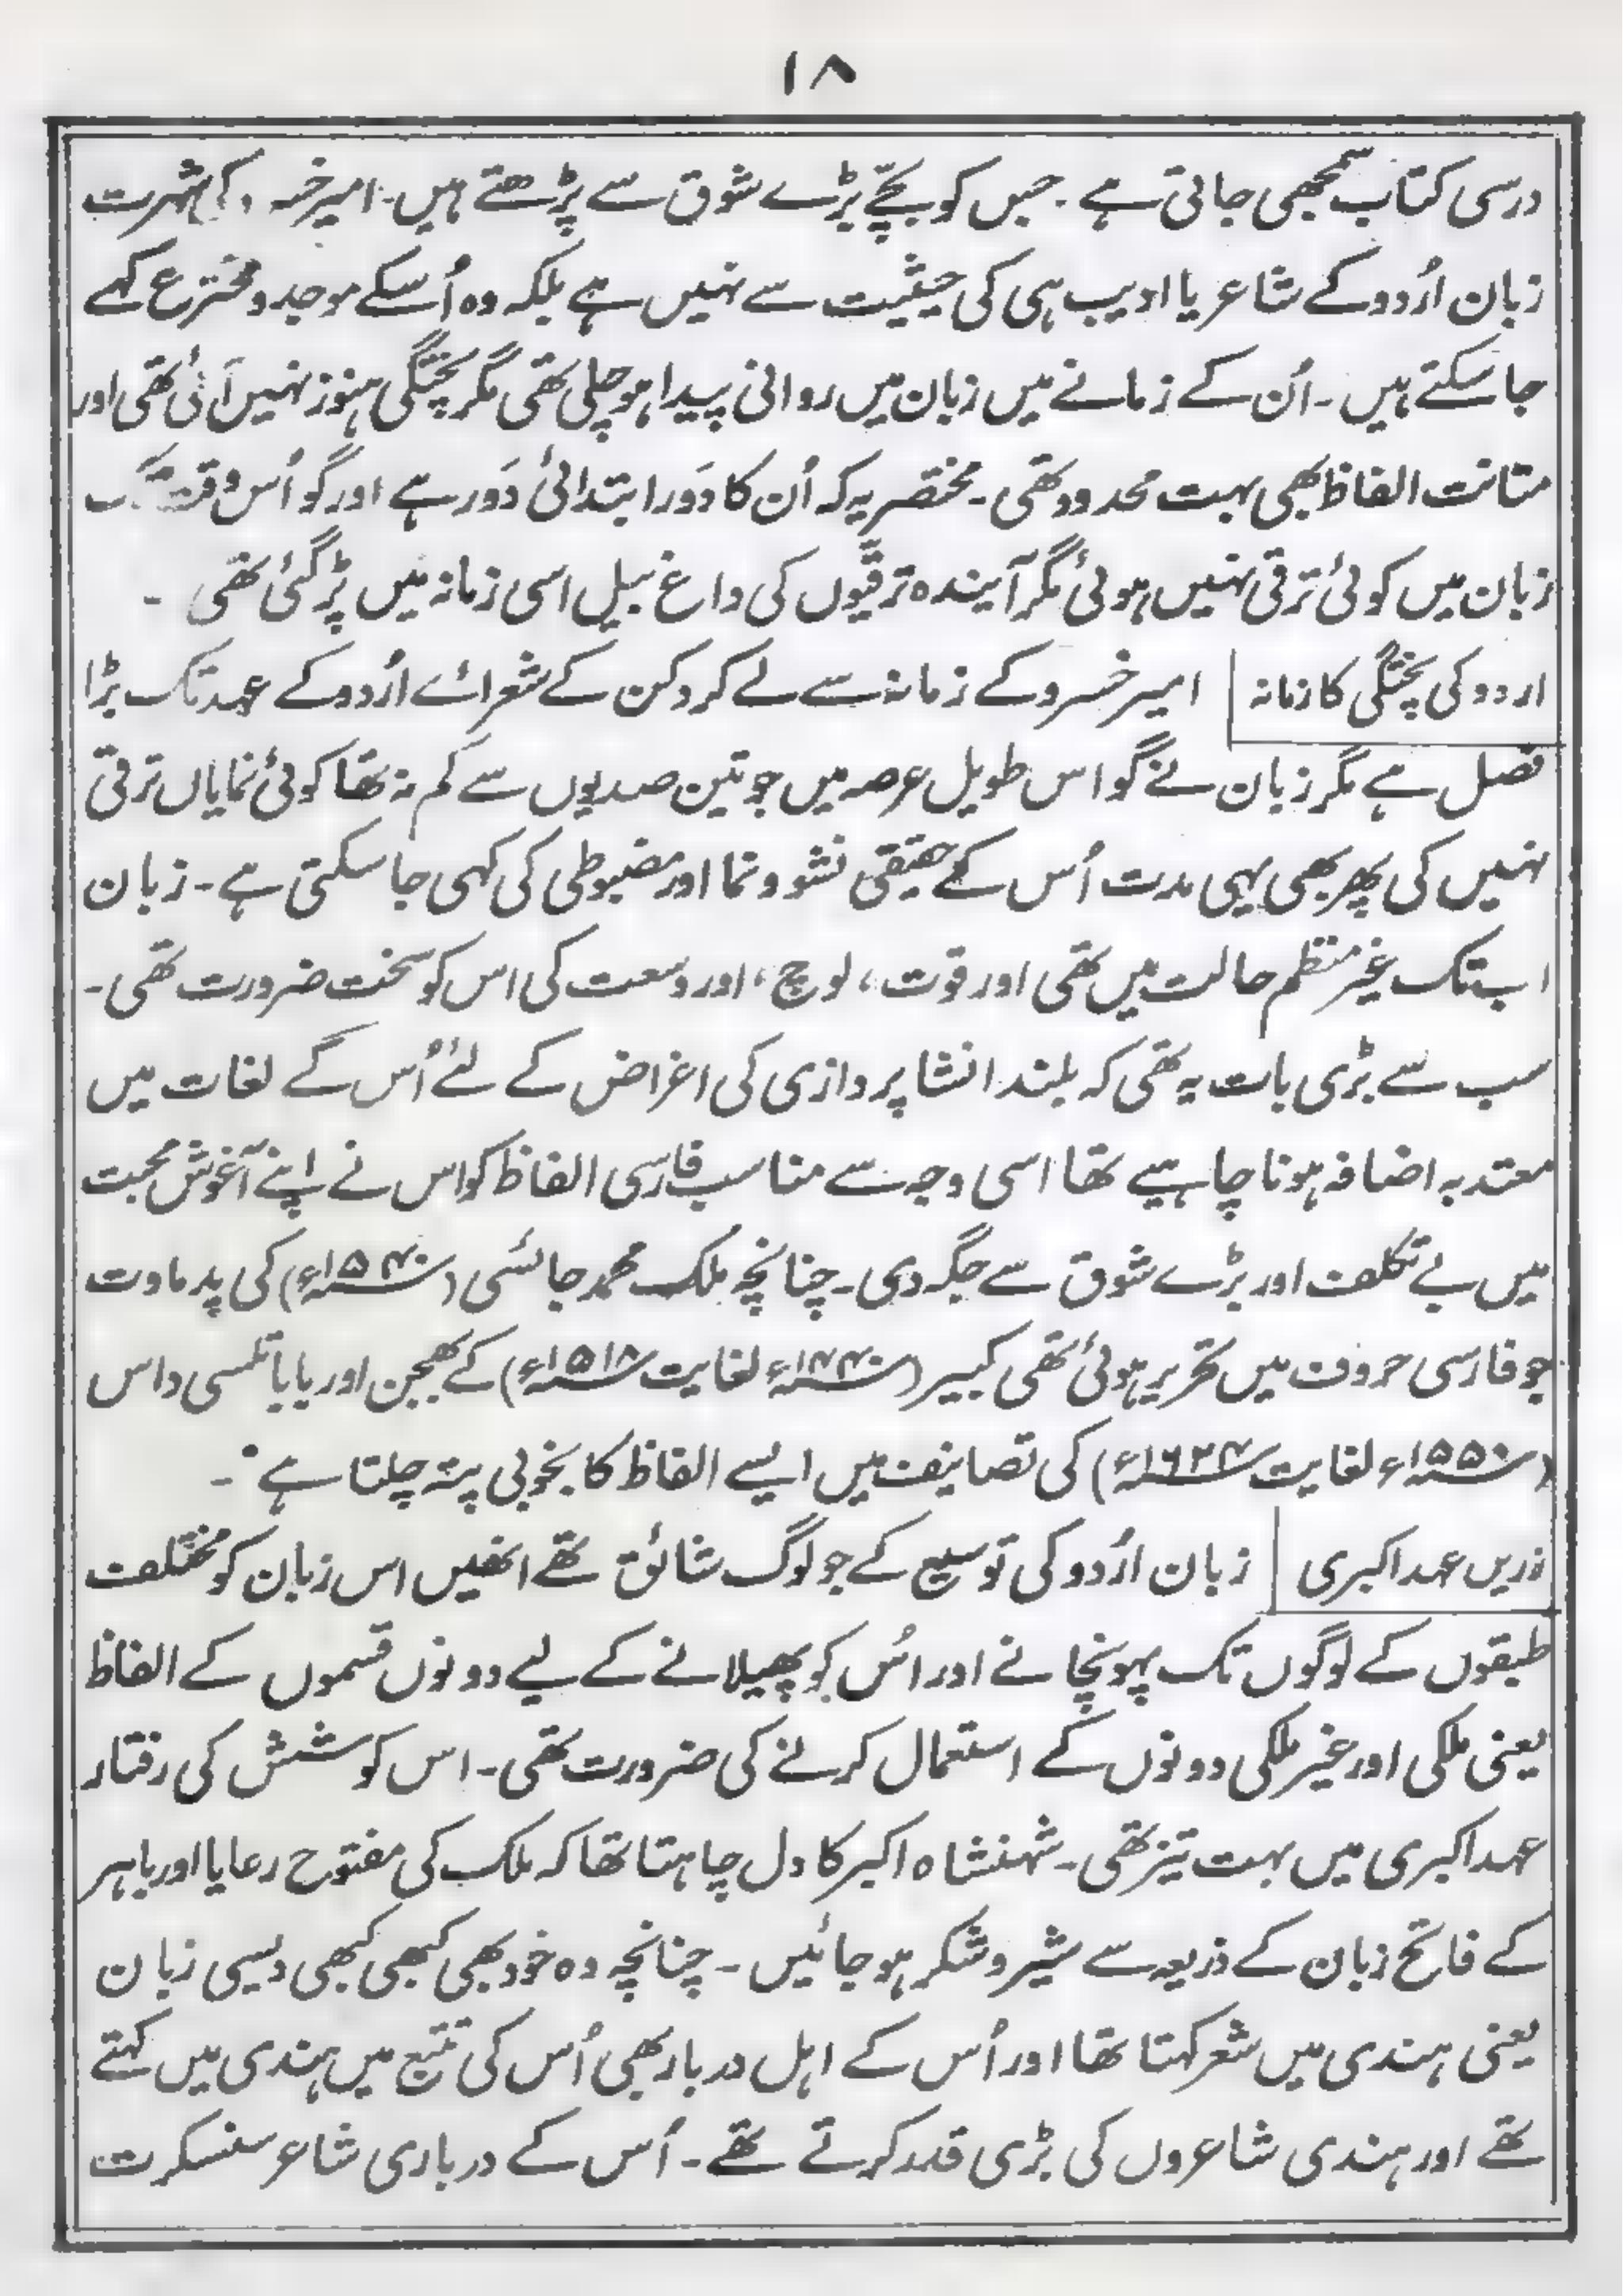 ۱۸
درسی کتاب سمجھی جاتی ہے۔ جس کو بچّے بڑے شوق سے پڑھتے ہیں۔ امیر کی شہرت
زبان اُردو کے شاعر یا ادیب ہی کی حیثیت سے نہیں ہے بلکہ وہ اُسکے موجد و مخترع کہے
جا سکتے ہیں۔ اُن کے زمانے میں زبان میں روانی پیدا ہو چلی تھی مگر پختگی ہنوز نہیں آئی تھی اور
متانت الفاظ بھی بہت محدود تھی۔ مختصر یہ کہ اُن کا دَور ابتدائی دَور ہے اور گو اُس وقت
زبان میں کوئی ترقی نہیں ہوئی مگر آیندہ ترقیّوں کی داغ بیل اسی زمانہ میں پڑ گئی تھی ۔
اردو کی پختگی کا زمانہ | امیر خسرو کے زمانہ سے لے کر دکن کے شعرائے اُردو کے عہد تک بڑا
فصل ہے مگر زبان نے گو اس طویل عرصہ میں جو تین صدیوں سے کم نہ تھا کوئی نمایاں ترقی
نہیں کی پھر بھی یہی مدت اُس کے حقیقی نشو و نما اور مضبوطی کی کہی جا سکتی ہے۔ زبان
ابتک غیر منظم حالت میں تھی اور قوت، لوچ، اور وسعت کی اس کو سخت ضرورت تھی۔
سب سے بڑی بات یہ تھی کہ بلند انشا پردازی کی اغراض کے لئے اُس کے لغات میں
معتدبہ اضافہ ہونا چاہیے تھا اسی وجہ سے مناسب فارسی الفاظ کو اس نے اپنے آغوش محبت
میں بے تکلف اور بڑے شوق سے جگہ دی۔ چنانچہ ملک محمد جائسی (سنہ ۱۵۴۰ء) کی پدماوت
جو فارسی حروف میں تحریر ہوئی تھی کبیر (سنہ ۱۴۴۰ء لغایت سنہ ۱۵۱۸ء) کے بھجن اور بابا تلسی داس
(سنہ ۱۵۵۰ء لغایت سنہ ۱۶۲۴ء) کی تصانیف میں ایسے الفاظ کا بخوبی پتہ چلتا ہے ۔
زریں عہد اکبری | زبان اُردو کی توسیع کے جو لوگ شائق تھے انھیں اس زبان کو مختلف
طبقوں کے لوگوں تک پہونچانے اور اُس کو پھیلانے کے لیے دونوں قسموں کے الفاظ
یعنی ملکی اور غیر ملکی دونوں کے استعمال کرنے کی ضرورت تھی۔ اس کوشش کی رفتار
عہد اکبری میں بہت تیز تھی۔ شہنشاہ اکبر کا دل چاہتا تھا کہ ملک کی مفتوح رعایا اور باہر
کے فاتح زبان کے ذریعہ سے شیر و شکر ہو جائیں ۔ چنانچہ وہ خود بھی کبھی کبھی دیسی زبان
یعنی ہندی میں شعر کہتا تھا اور اُس کے اہل دربار بھی اُس کی تتبع میں ہندی میں کہتے
تھے اور ہندی شاعروں کی بڑی قدر کرتے تھے۔ اُس کے درباری شاعر سنسکرت